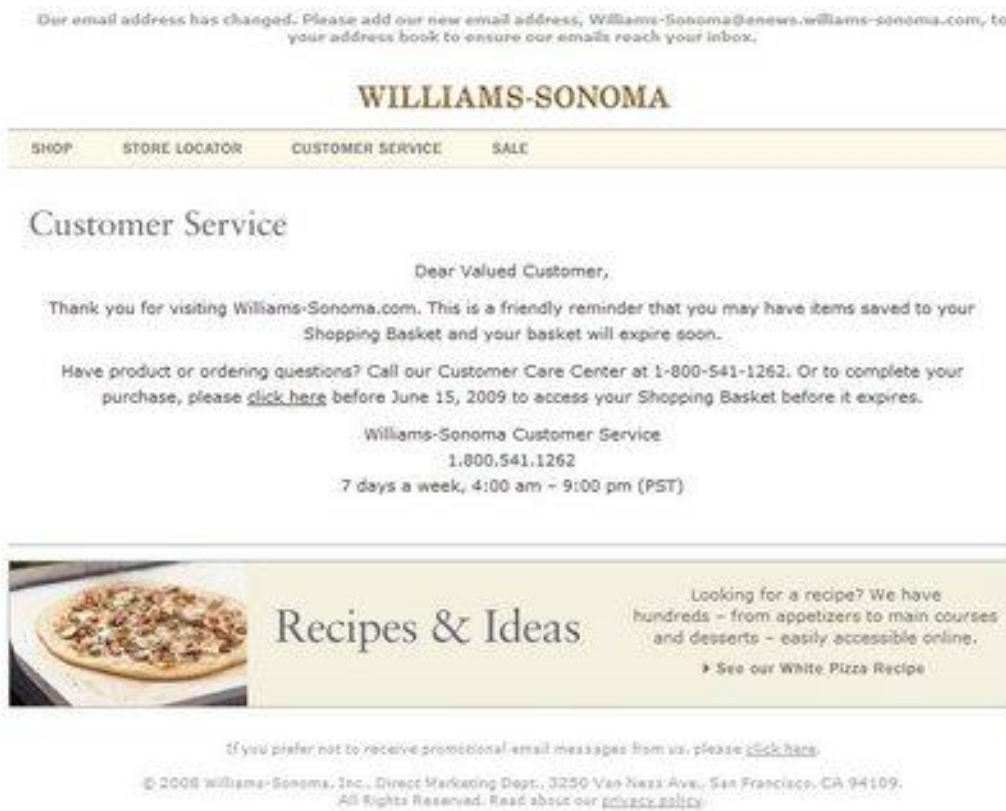 Our email address has changed. Please add our new email address, Williams-Sonoma@enews.williams-sonoma.com, to
your address book to ensure our emails reach your inbox.
WILLIAMS-SONOMA
SHOP STORE LOCATOR CUSTOMER SERVICE SALE
Customer Service
Dear Valued Customer,
Thank you for visiting Williams-Sonoma.com. This is a friendly reminder that you may have items saved to your
Shopping Basket and your basket will expire soon.
Have product or ordering questions? Call our Customer Care Center at 1-800-541-1262. Or to complete your
purchase, please click here before June 15, 2009 to access your Shopping Basket before it expires.
Williams-Sonoma Customer Service
1.800.541.1262
7 days a week, 4:00 am – 9:00 pm (PST)
Recipes & Ideas
Looking for a recipe? We have
hundreds – from appetizers to main courses
and desserts – easily accessible online.
See our White Pizza Recipe
If you prefer not to receive promotional email messages from us, please click here.
© 2008 Williams-Sonoma, Inc., Direct Marketing Dept., 3250 Van Ness Ave., San Francisco, CA 94109.
All Rights Reserved. Read about our privacy policy.